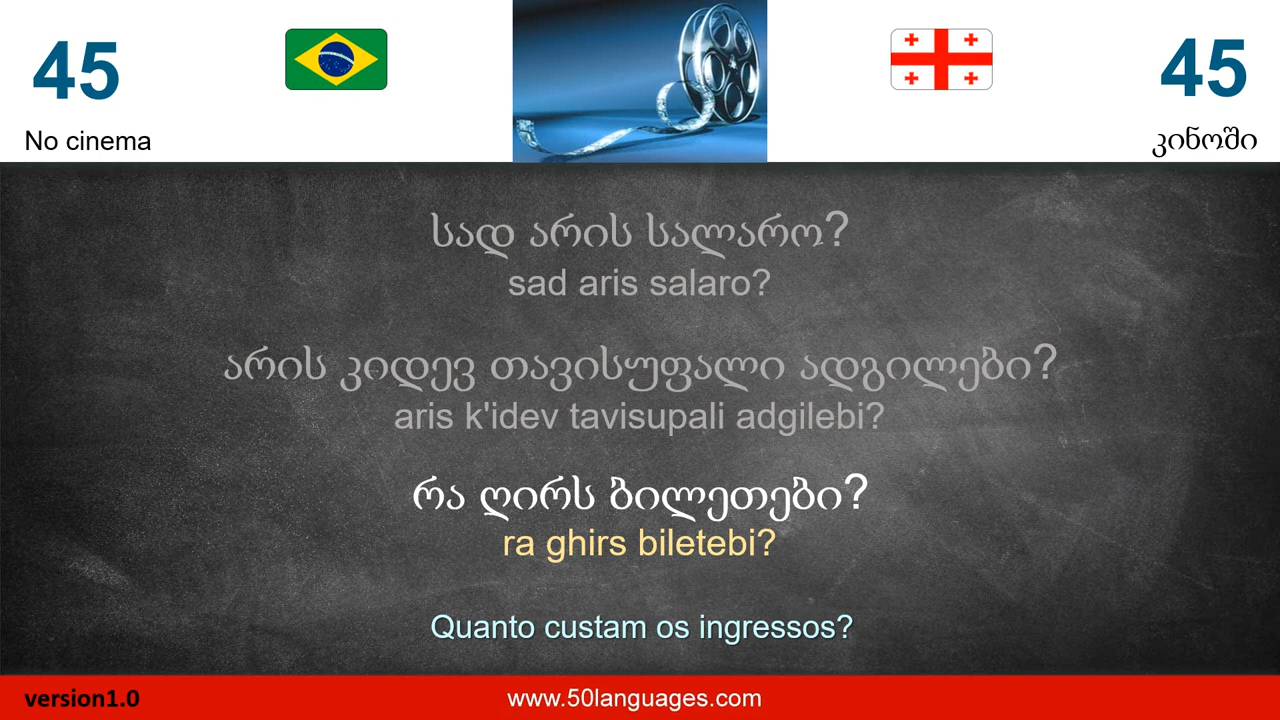 45
45
No cinema
კინოში
სად არის სალარო?
sad aris salaro?
არის კიდევ თავისუფალი ადგილები?
aris k'idev tavisupali adgilebi?
რა ღირს ბილეთები?
ra ghirs biletebi?
Quanto custam os ingressos?
version1.0
www.50languages.com